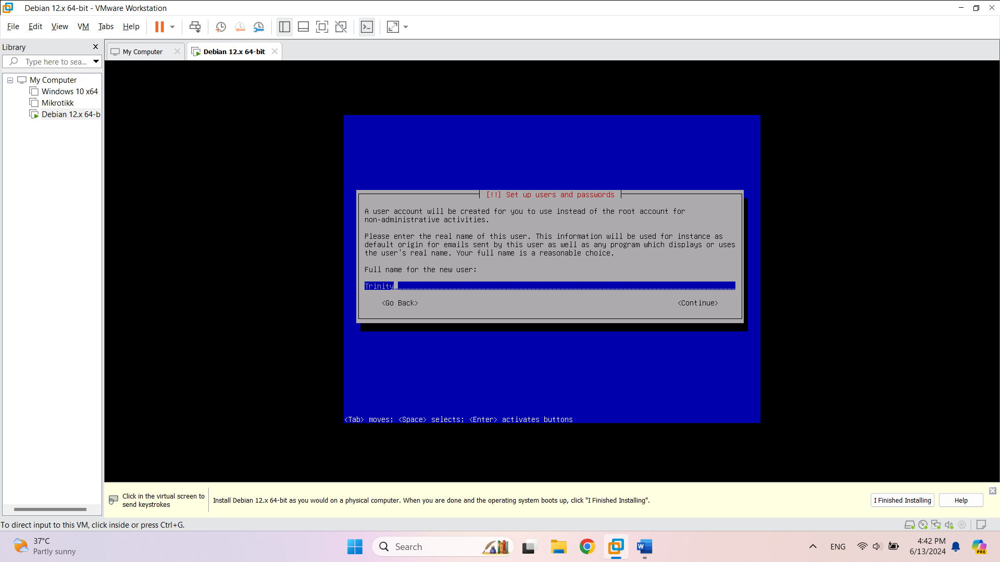 Debian 12.x 64-bit - VMware Workstation
File Edit View VM Tabs Help
Library
Type here to sea...
My Computer
Windows 10 x64
Mikrotikk
Debian 12.x 64-b
My Computer
Debian 12.x 64-bit
[!!] Set up users and passwords
A user account will be created for you to use instead of the root account for
non-administrative activities.
Please enter the real name of this user. This information will be used for instance as
default origin for emails sent by this user as well as any program which displays or uses
the user's real name. Your full name is a reasonable choice.
Full name for the new user:
Trinity
<Go Back> <Continue>
<Tab> moves; <Space> selects; <Enter> activates buttons
Click in the virtual screen to
send keystrokes
Install Debian 12.x 64-bit as you would on a physical computer. When you are done and the operating system boots up, click "I Finished Installing".
I Finished Installing
Help
To direct input to this VM, click inside or press Ctrl+G.
37°C
Partly sunny
Search
W
ENG
4:42 PM
6/13/2024
PRE